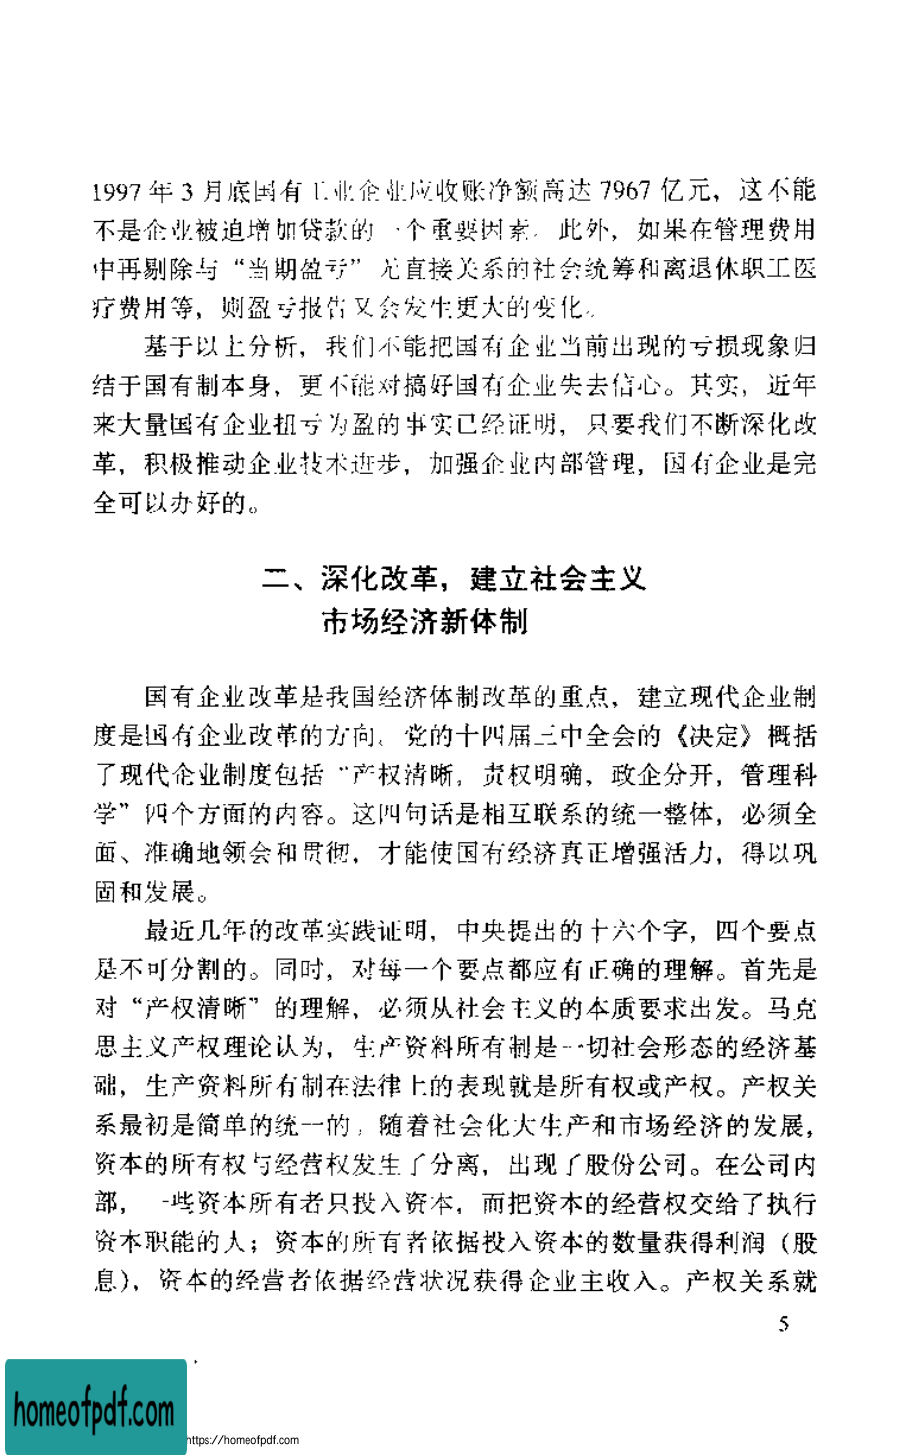 1997 年 3 月底国有工业企业应收账净额高达 7967 亿元，这不能
不是企业被迫增加贷款的一个重要因素。此外，如果在管理费用
中再剔除与“当期盈亏”无直接关系的社会统筹和离退休职工医
疗费用等，则盈亏报告又会发生更大的变化。
基于以上分析，我们不能把国有企业当前出现的亏损现象归
结于国有制本身，更不能对搞好国有企业失去信心。其实，近年
来大量国有企业扭亏为盈的事实已经证明，只要我们不断深化改
革，积极推动企业技术进步，加强企业内部管理，国有企业是完
全可以办好的。
二、深化改革，建立社会主义
市场经济新体制
国有企业改革是我国经济体制改革的重点，建立现代企业制
度是国有企业改革的方向。党的十四届三中全会的《决定》概括
了现代企业制度包括“产权清晰，责权明确，政企分开，管理科
学”四个方面的内容。这四句话是相互联系的统一整体，必须全
面、准确地领会和贯彻，才能使国有经济真正增强活力，得以巩
固和发展。
最近几年的改革实践证明，中央提出的十六个字，四个要点
是不可分割的。同时，对每一个要点都应有正确的理解。首先是
对“产权清晰”的理解，必须从社会主义的本质要求出发。马克
思主义产权理论认为，生产资料所有制是一切社会形态的经济基
础，生产资料所有制在法律上的表现就是所有权或产权。产权关
系最初是简单的统一的，随着社会化大生产和市场经济的发展，
资本的所有权与经营权发生了分离，出现了股份公司。在公司内
部，一些资本所有者只投入资本，而把资本的经营权交给了执行
资本职能的人；资本的所有者依据投入资本的数量获得利润（股
息），资本的经营者依据经营状况获得企业主收入。产权关系就
5
homeofpdf.com
https://homeofpdf.com